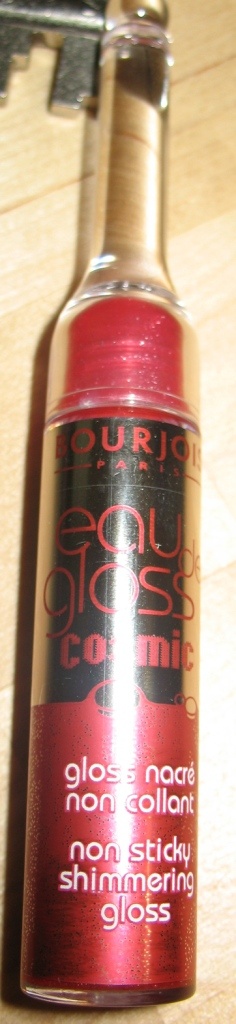 BOURJOIS
PARIS
eau de
gloss
cosmic
gloss nacré
non collant
non sticky
shimmering
gloss